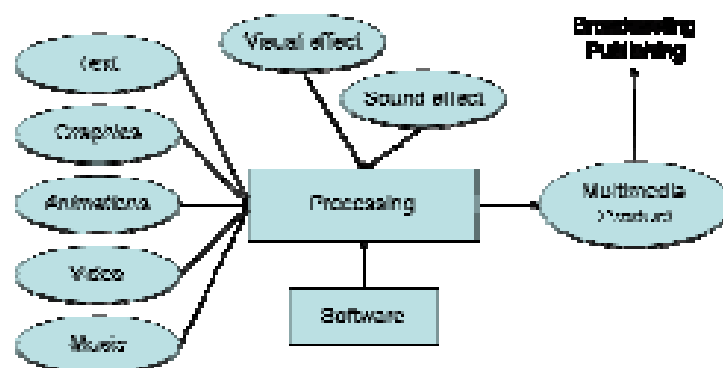 Text
Visual effect
Broadcasting
Publishing
Sound effect
Graphics
Animations
Processing
Multimedia
Product
Video
Software
Music